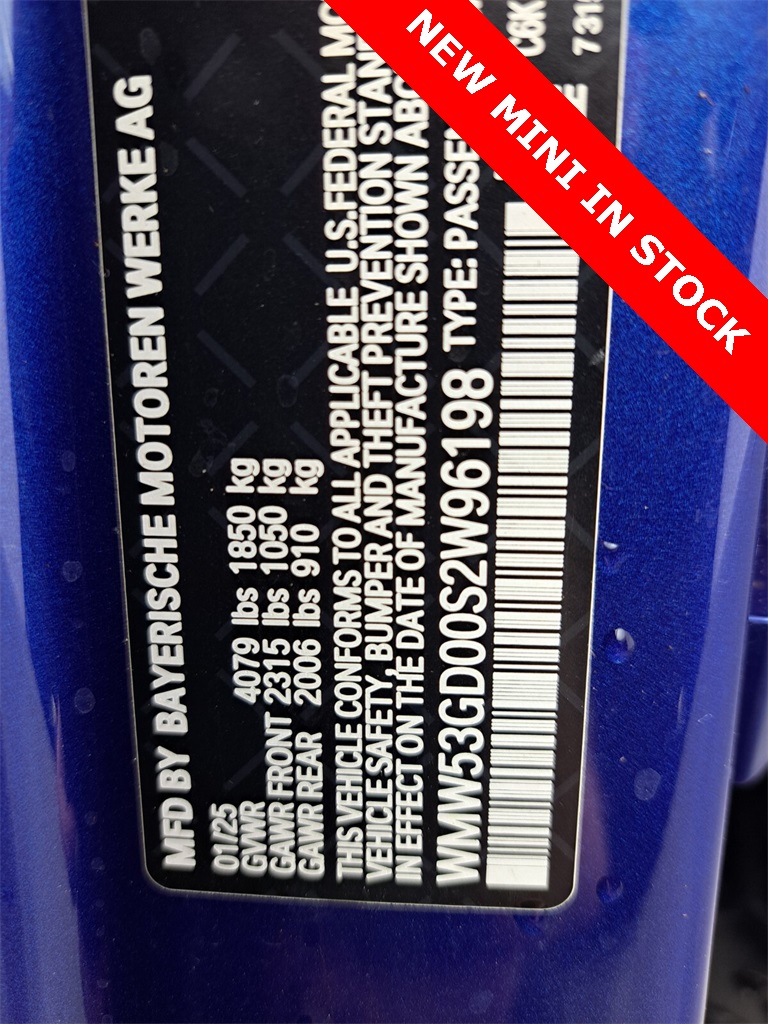 NEW MINI IN STOCK
MFD BY BAYERISCHE MOTOREN WERKE AG
01/25
GVWR 4079 lbs 1850 kg
GAWR FRONT 2315 lbs 1050 kg
GAWR REAR 2006 lbs 910 kg
THIS VEHICLE CONFORMS TO ALL APPLICABLE U.S. FEDERAL
VEHICLE SAFETY, BUMPER AND THEFT PREVENTION
IN EFFECT ON THE DATE OF MANUFACTURE SHOWN
WMW53GD00S2W96198 TYPE:
C6K